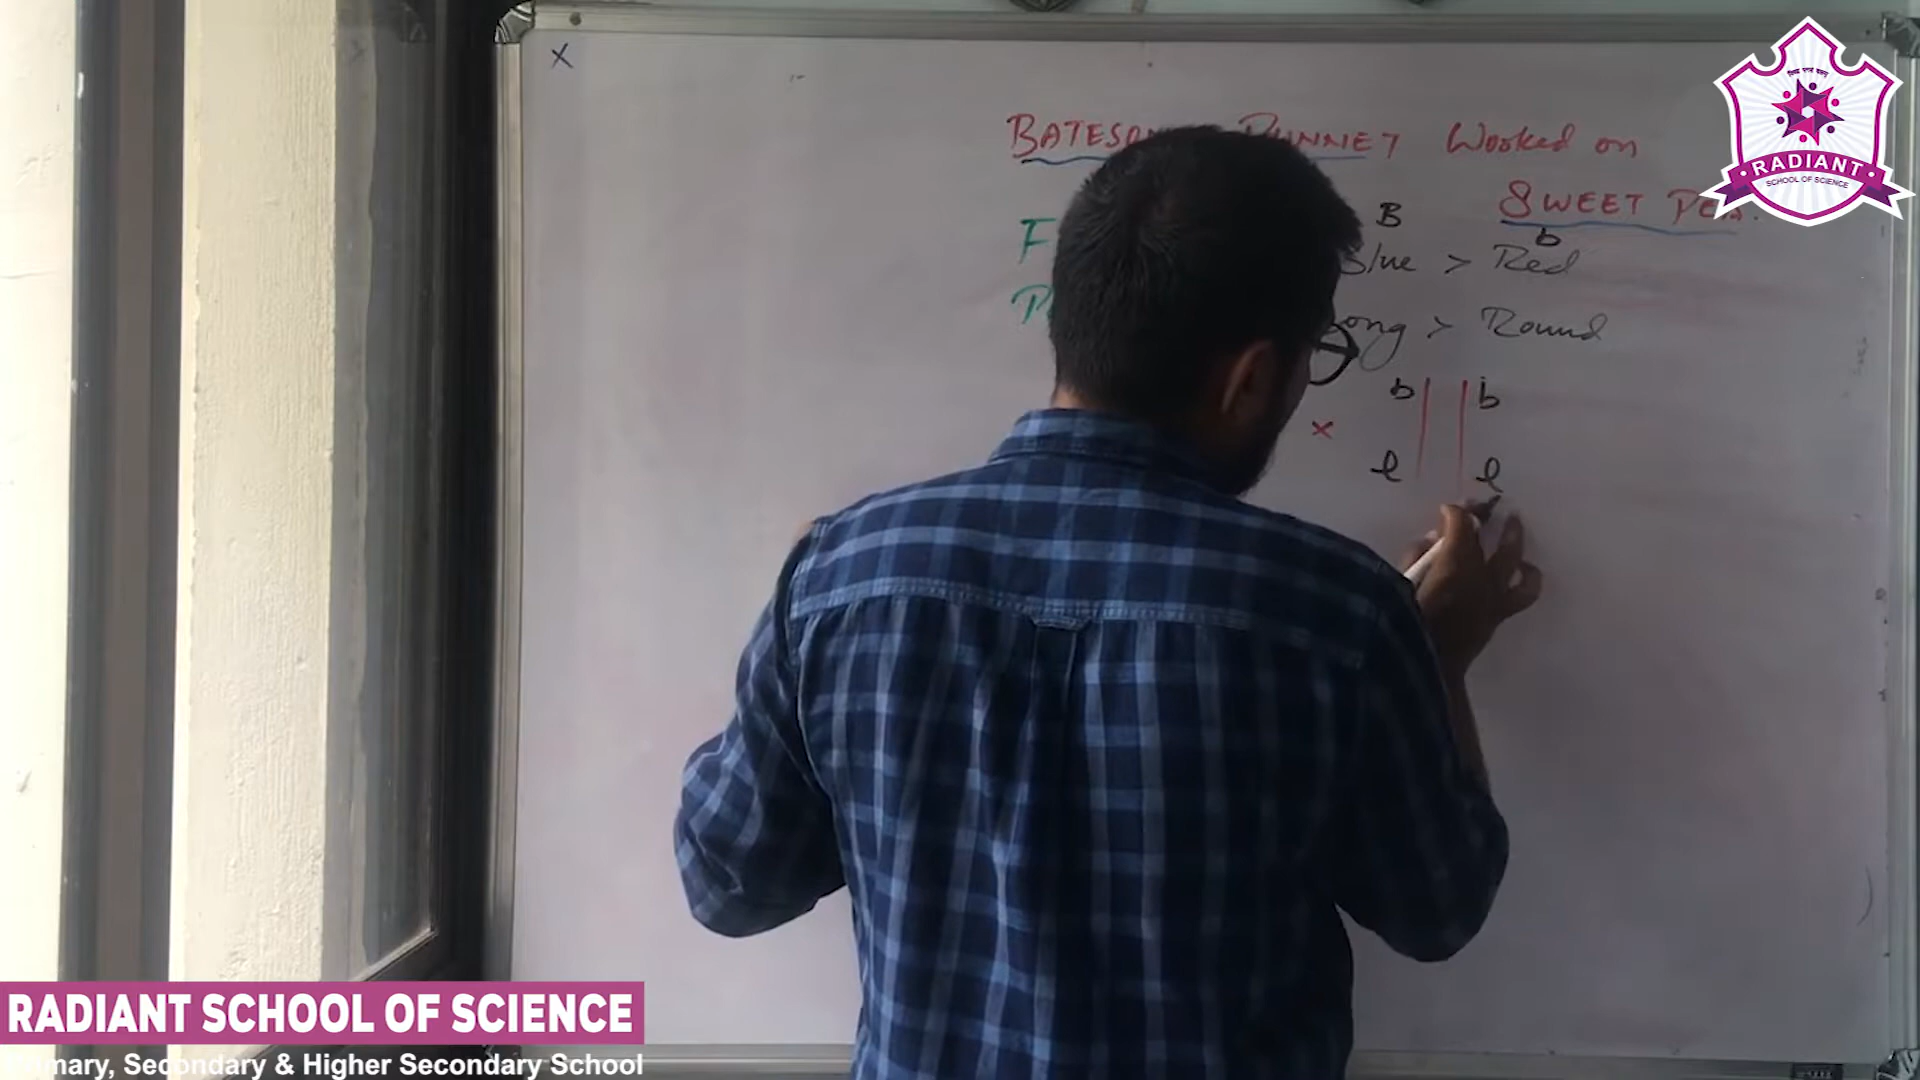 x
BATESON PUNNET Worked on
SWEET PEA.
B
b
Blue > Red
Long > Round
b b
x
l l
RADIANT
SCHOOL OF SCIENCE
RADIANT SCHOOL OF SCIENCE
Primary, Secondary & Higher Secondary School